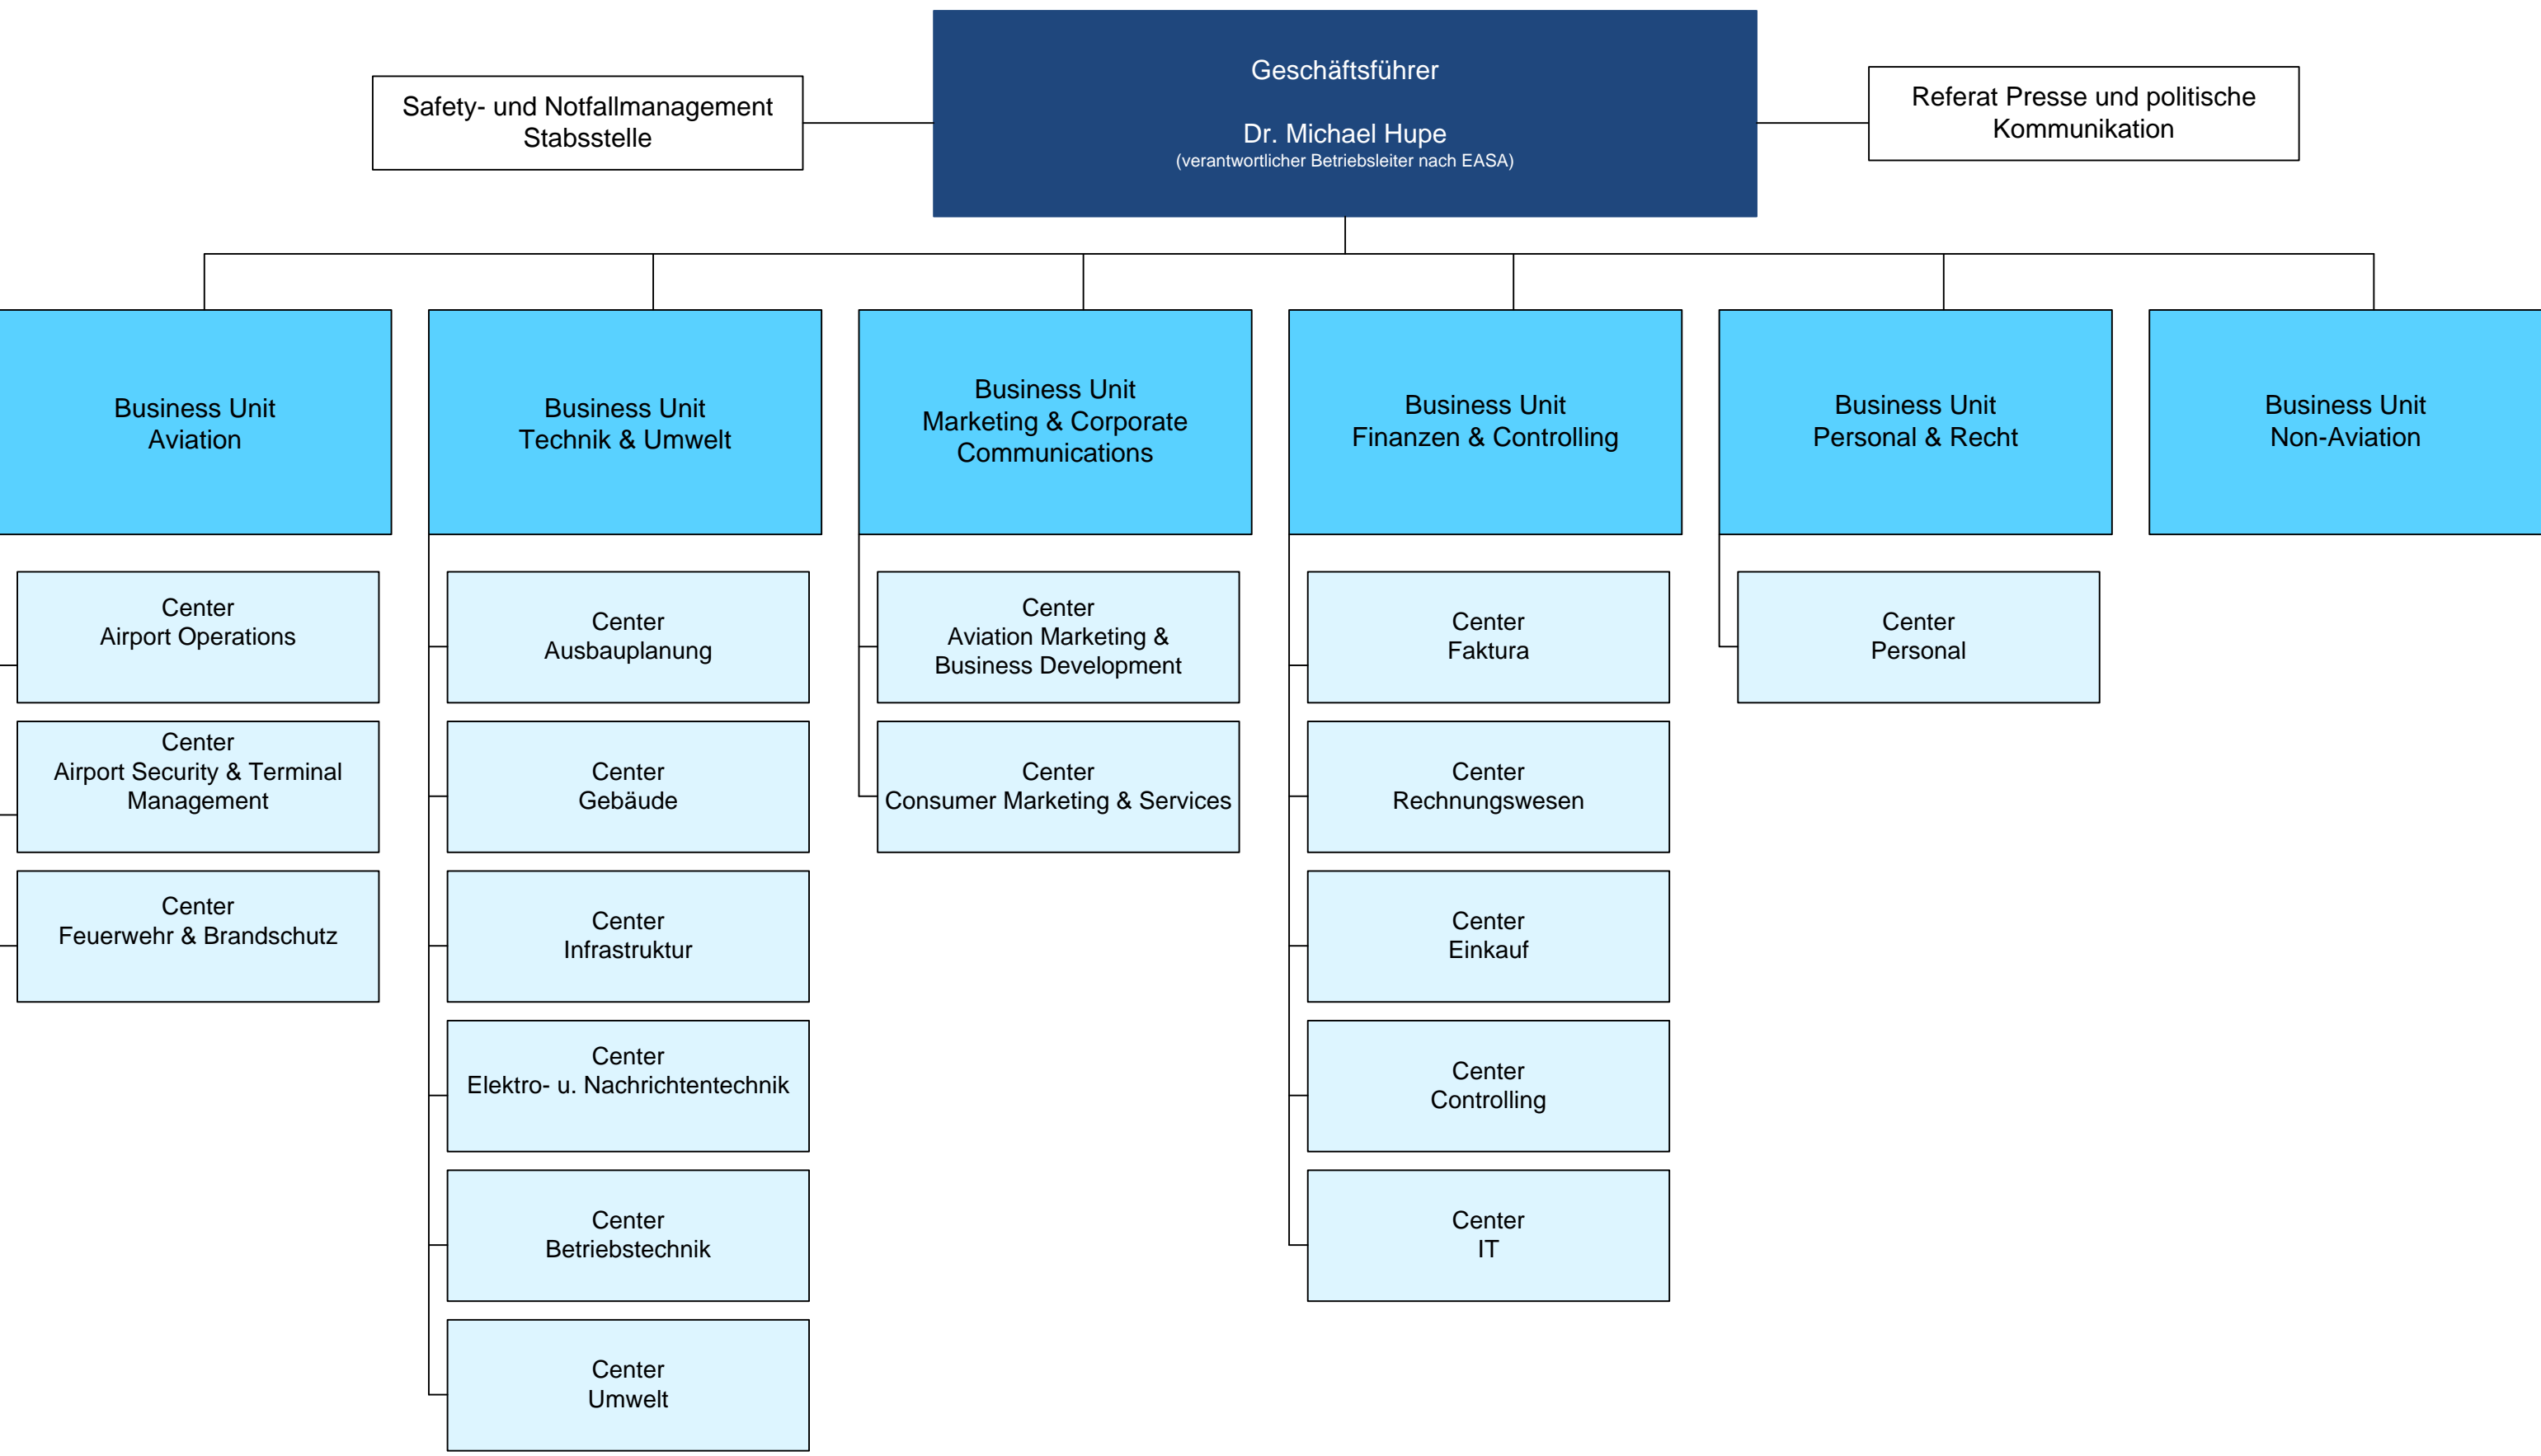 Geschäftsführer
Dr. Michael Hupe
(verantwortlicher Betriebsleiter nach EASA)
Safety- und Notfallmanagement
Stabsstelle
Referat Presse und politische
Kommunikation
Business Unit
Aviation
Business Unit
Technik & Umwelt
Business Unit
Marketing & Corporate
Communications
Business Unit
Finanzen & Controlling
Business Unit
Personal & Recht
Business Unit
Non-Aviation
Center
Airport Operations
Center
Airport Security & Terminal
Management
Center
Feuerwehr & Brandschutz
Center
Ausbauplanung
Center
Gebäude
Center
Infrastruktur
Center
Elektro- u. Nachrichtentechnik
Center
Betriebstechnik
Center
Umwelt
Center
Aviation Marketing &
Business Development
Center
Consumer Marketing & Services
Center
Faktura
Center
Rechnungswesen
Center
Einkauf
Center
Controlling
Center
IT
Center
Personal